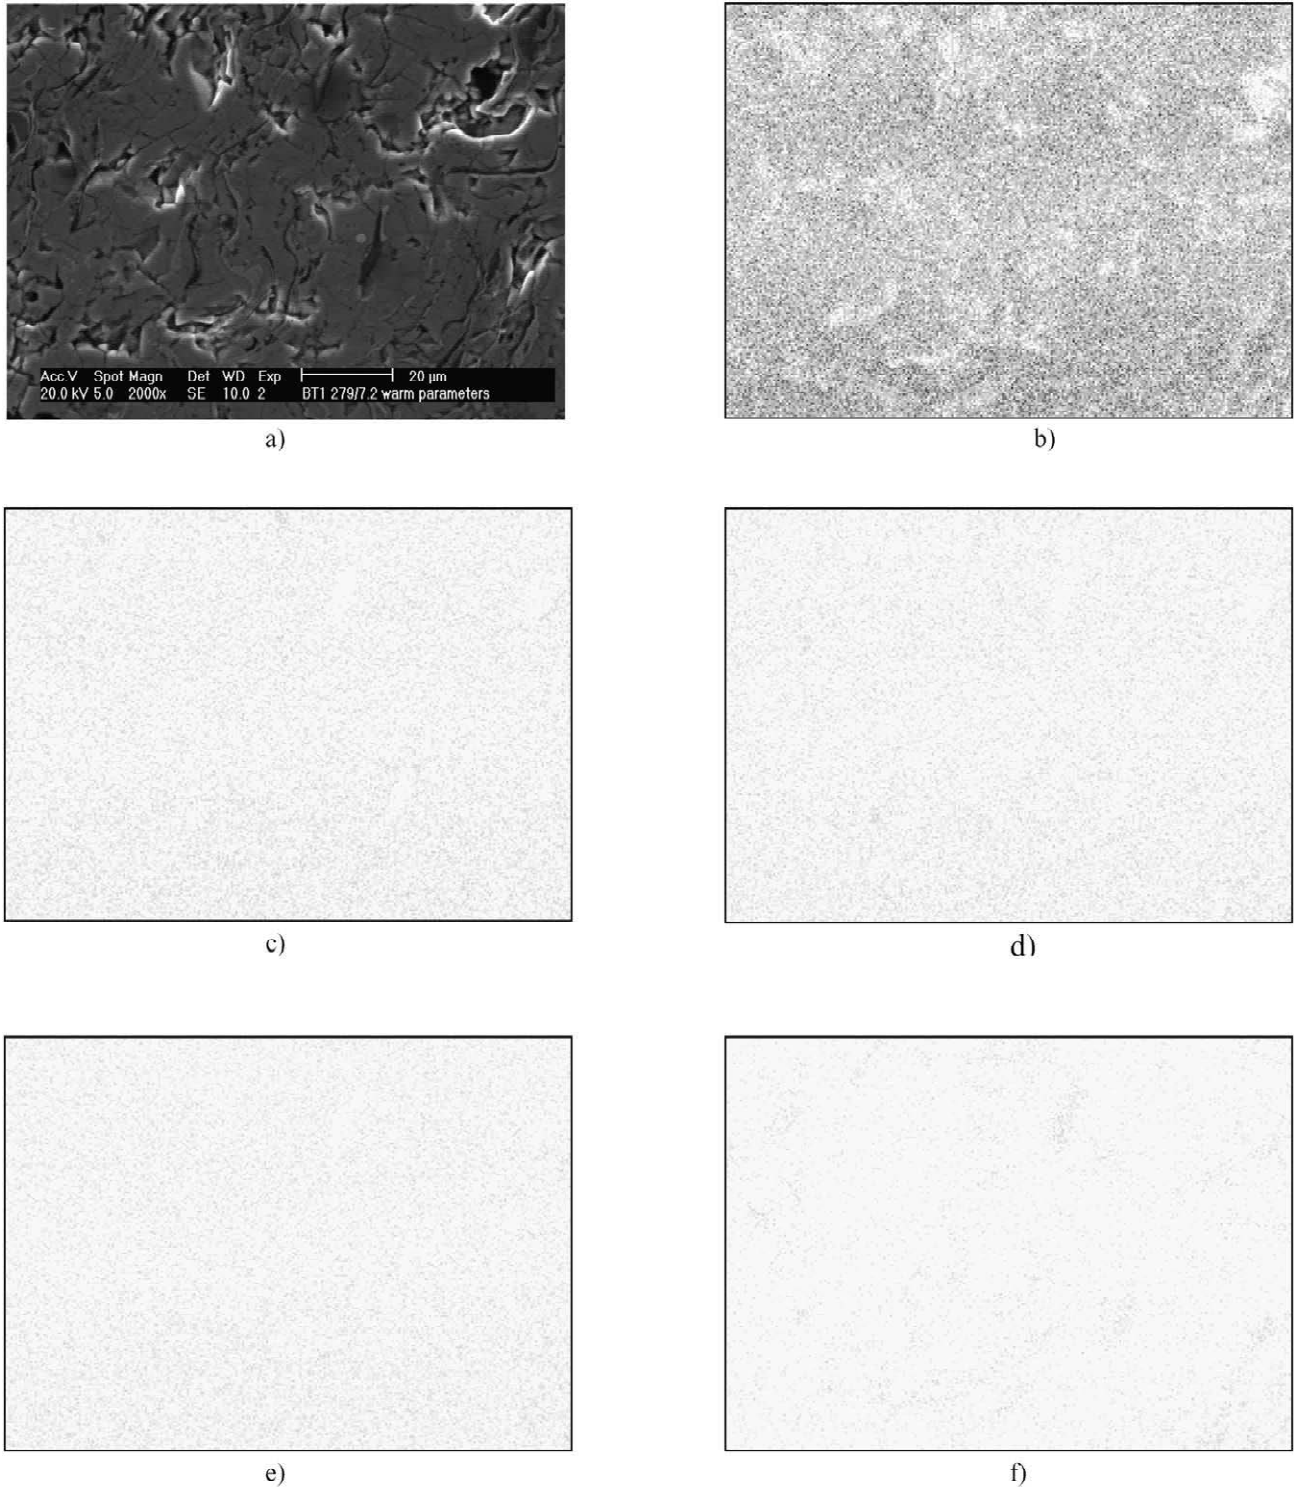 Acc.V Spot Magn Det WD Exp 20 µm
20.0 kV 5.0 2000x SE 10.0 2 BT1 279/7.2 warm parameters
a)
b)
c)
d)
e)
f)